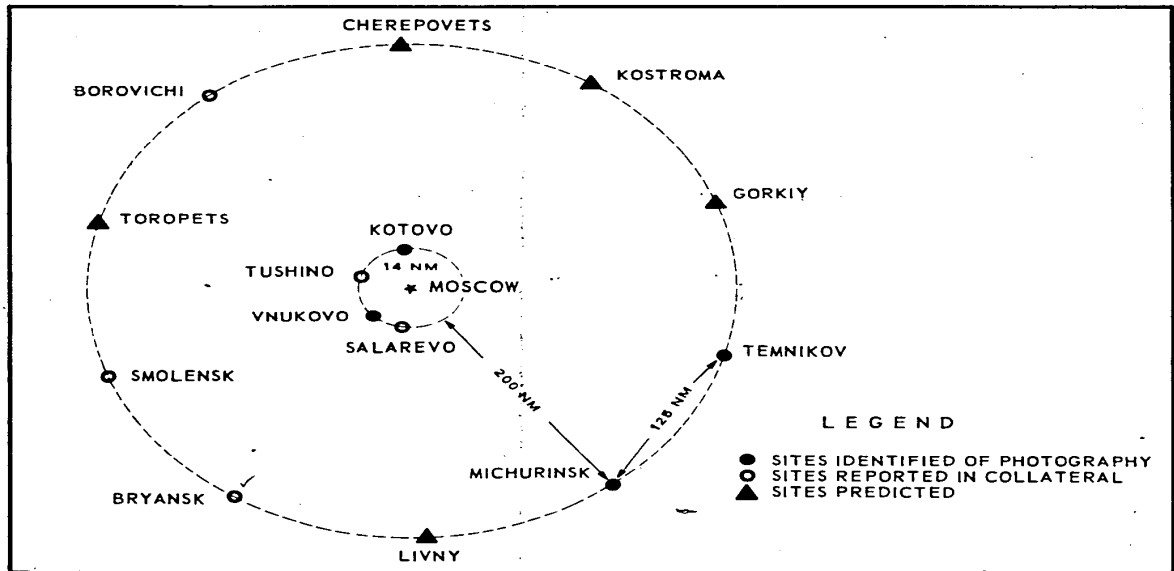 CHEREPOVETS
KOSTROMA
BOROVICHI
GORKIY
TOROPETS
KOTOVO
TUSHINO
14 NM
MOSCOW
VNUKOVO
SALAREVO
TEMNIKOV
SMOLENSK
200 NM
125 NM
LEGEND
SITES IDENTIFIED OF PHOTOGRAPHY
SITES REPORTED IN COLLATERAL
SITES PREDICTED
MICHURINSK
BRYANSK
LIVNY